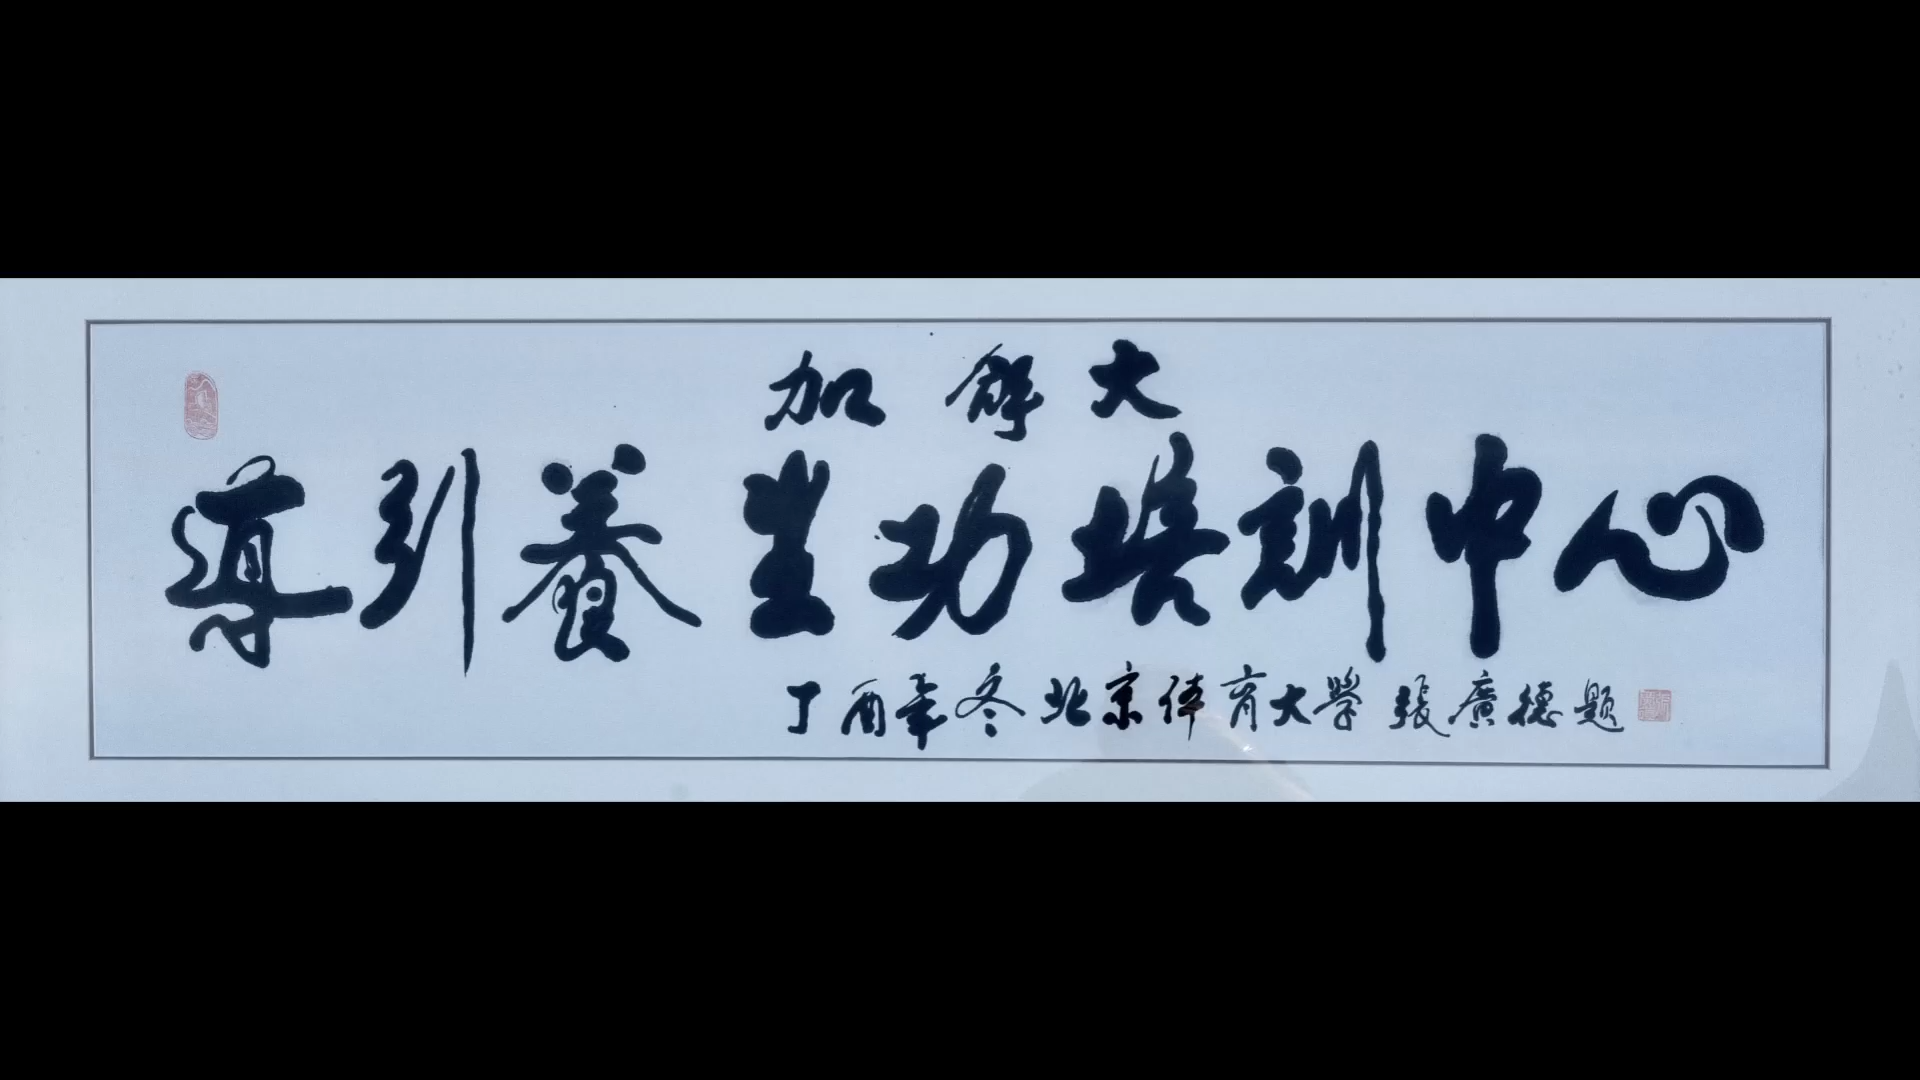 加拿大
導引養生功培訓中心
丁酉年冬北京体育大學 張廣德題